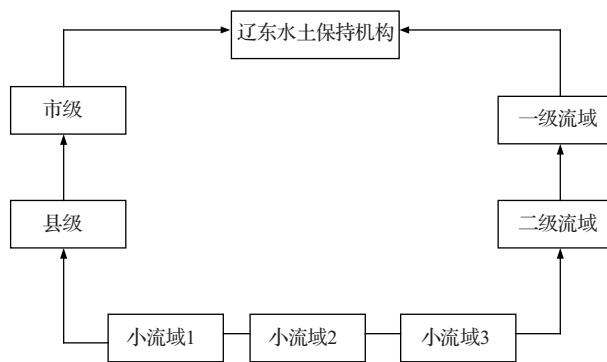 辽东水土保持机构
市级
一级流域
县级
二级流域
小流域1
小流域2
小流域3